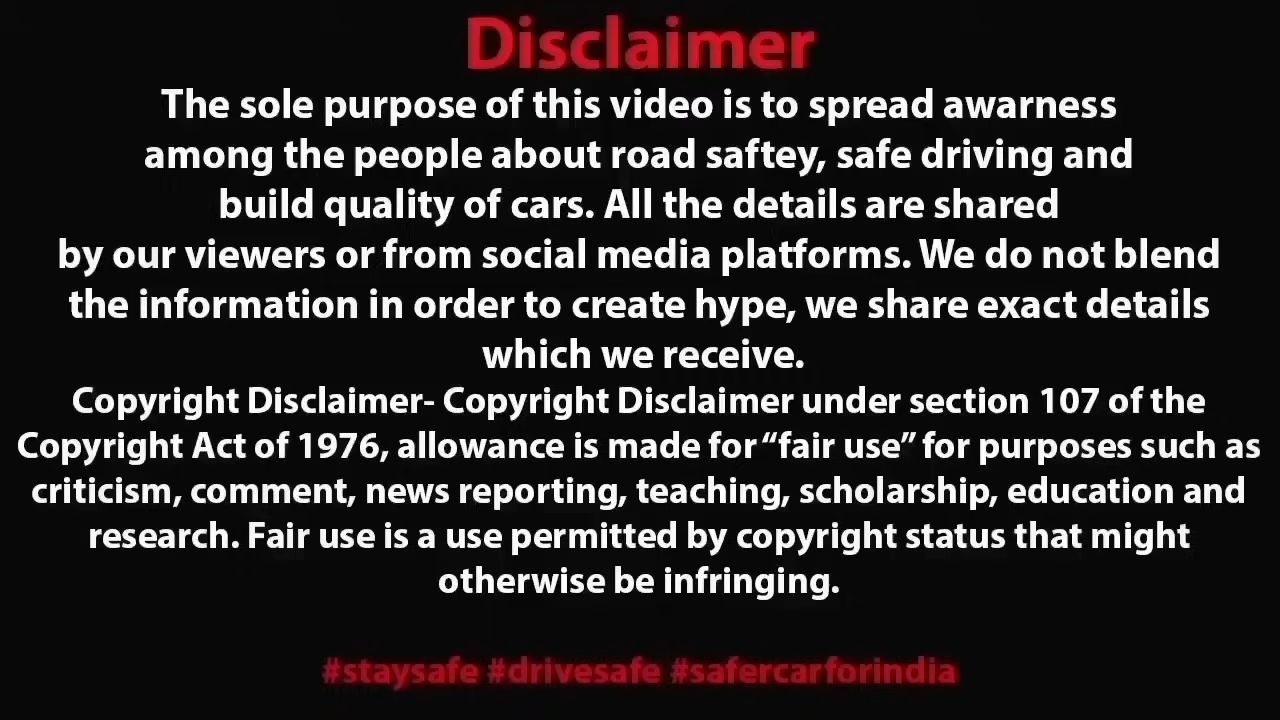 Disclaimer
The sole purpose of this video is to spread awarness
among the people about road saftey, safe driving and
build quality of cars. All the details are shared
by our viewers or from social media platforms. We do not blend
the information in order to create hype, we share exact details
which we receive.
Copyright Disclaimer- Copyright Disclaimer under section 107 of the
Copyright Act of 1976, allowance is made for “fair use” for purposes such as
criticism, comment, news reporting, teaching, scholarship, education and
research. Fair use is a use permitted by copyright status that might
otherwise be infringing.
#staysafe #drivesafe #safercarforindia